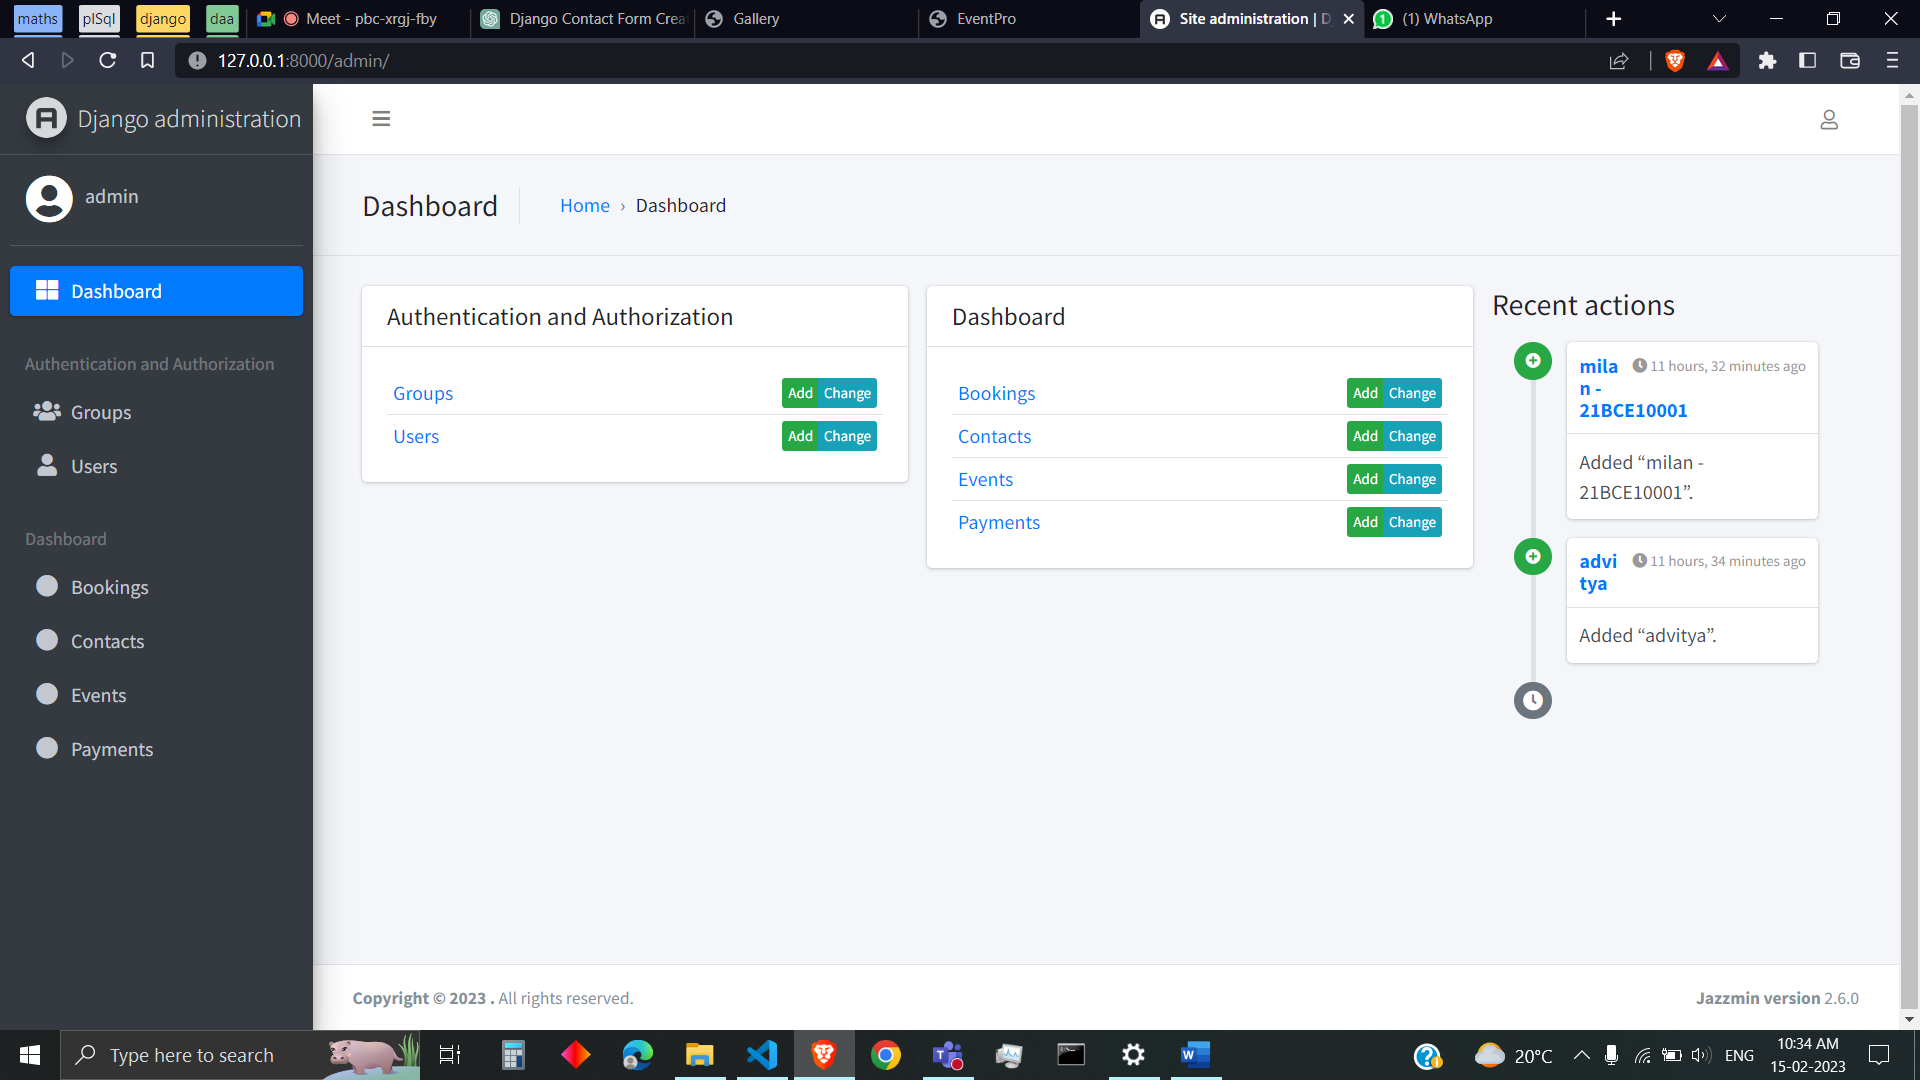 maths plSql django daa Meet - pbc-xrgj-fby Django Contact Form Crea Gallery EventPro Site administration | D (1) WhatsApp
127.0.0.1:8000/admin/
Django administration
admin
Dashboard
Authentication and Authorization
Groups
Users
Dashboard
Bookings
Contacts
Events
Payments
Dashboard
Home › Dashboard
Authentication and Authorization
Groups Add Change
Users Add Change
Dashboard
Bookings Add Change
Contacts Add Change
Events Add Change
Payments Add Change
Recent actions
mila
n -
21BCE10001
11 hours, 32 minutes ago
Added “milan -
21BCE10001”.
advi
tya
11 hours, 34 minutes ago
Added “advitya”.
Copyright © 2023 . All rights reserved.
Jazzmin version 2.6.0
Type here to search
20°C
ENG
10:34 AM
15-02-2023